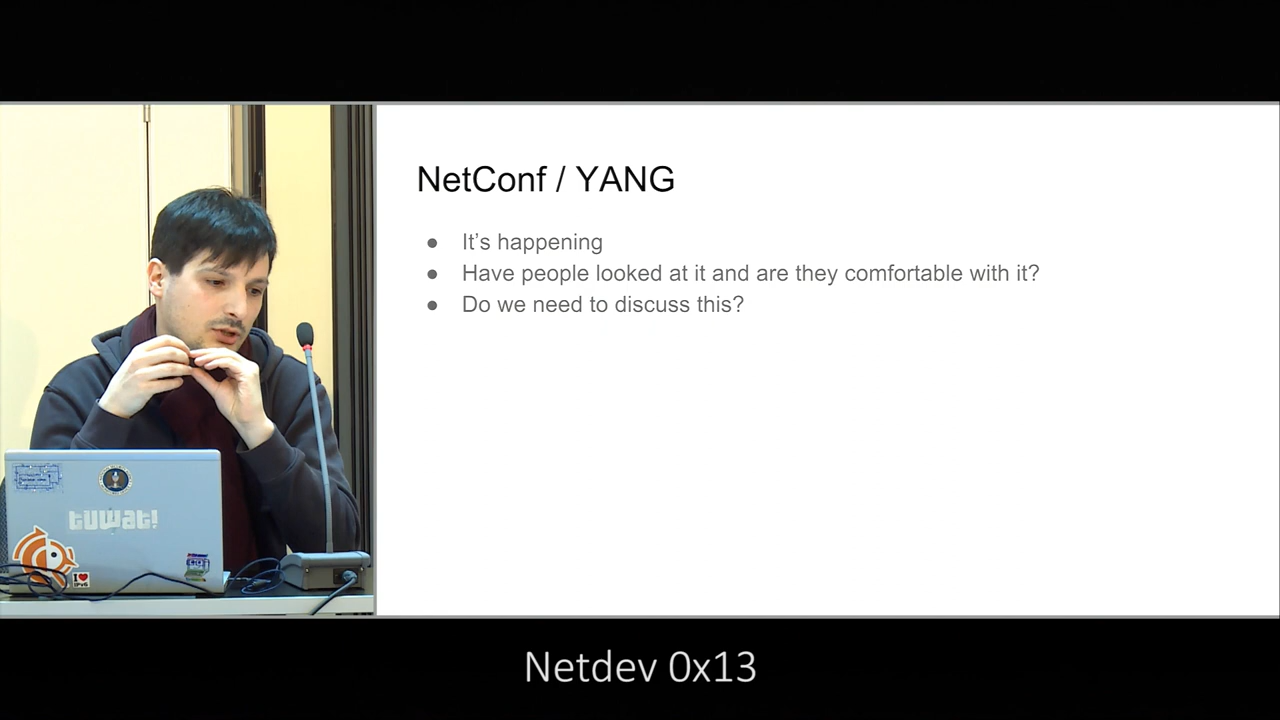 NetConf / YANG
● It's happening
● Have people looked at it and are they comfortable with it?
● Do we need to discuss this?
tuwat!
I ❤ IPv6
Netdev 0x13